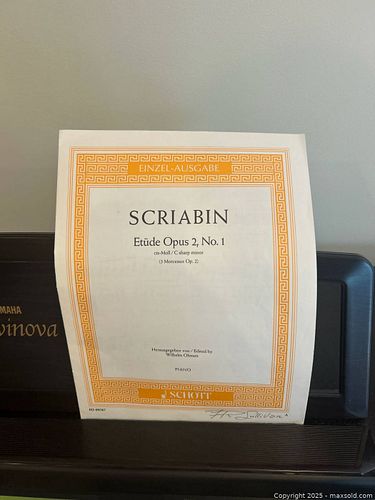 EINZEL-AUSGABE
SCRIABIN
Etüde Opus 2, No. 1
cis-Moll / C sharp minor
(3 Morceaux Op. 2)
YAMAHA
Herausgegeben von / Edited by
Wilhelm Ohmen
PIANO
SCHOTT
Copyright 2025 - maxsold.com